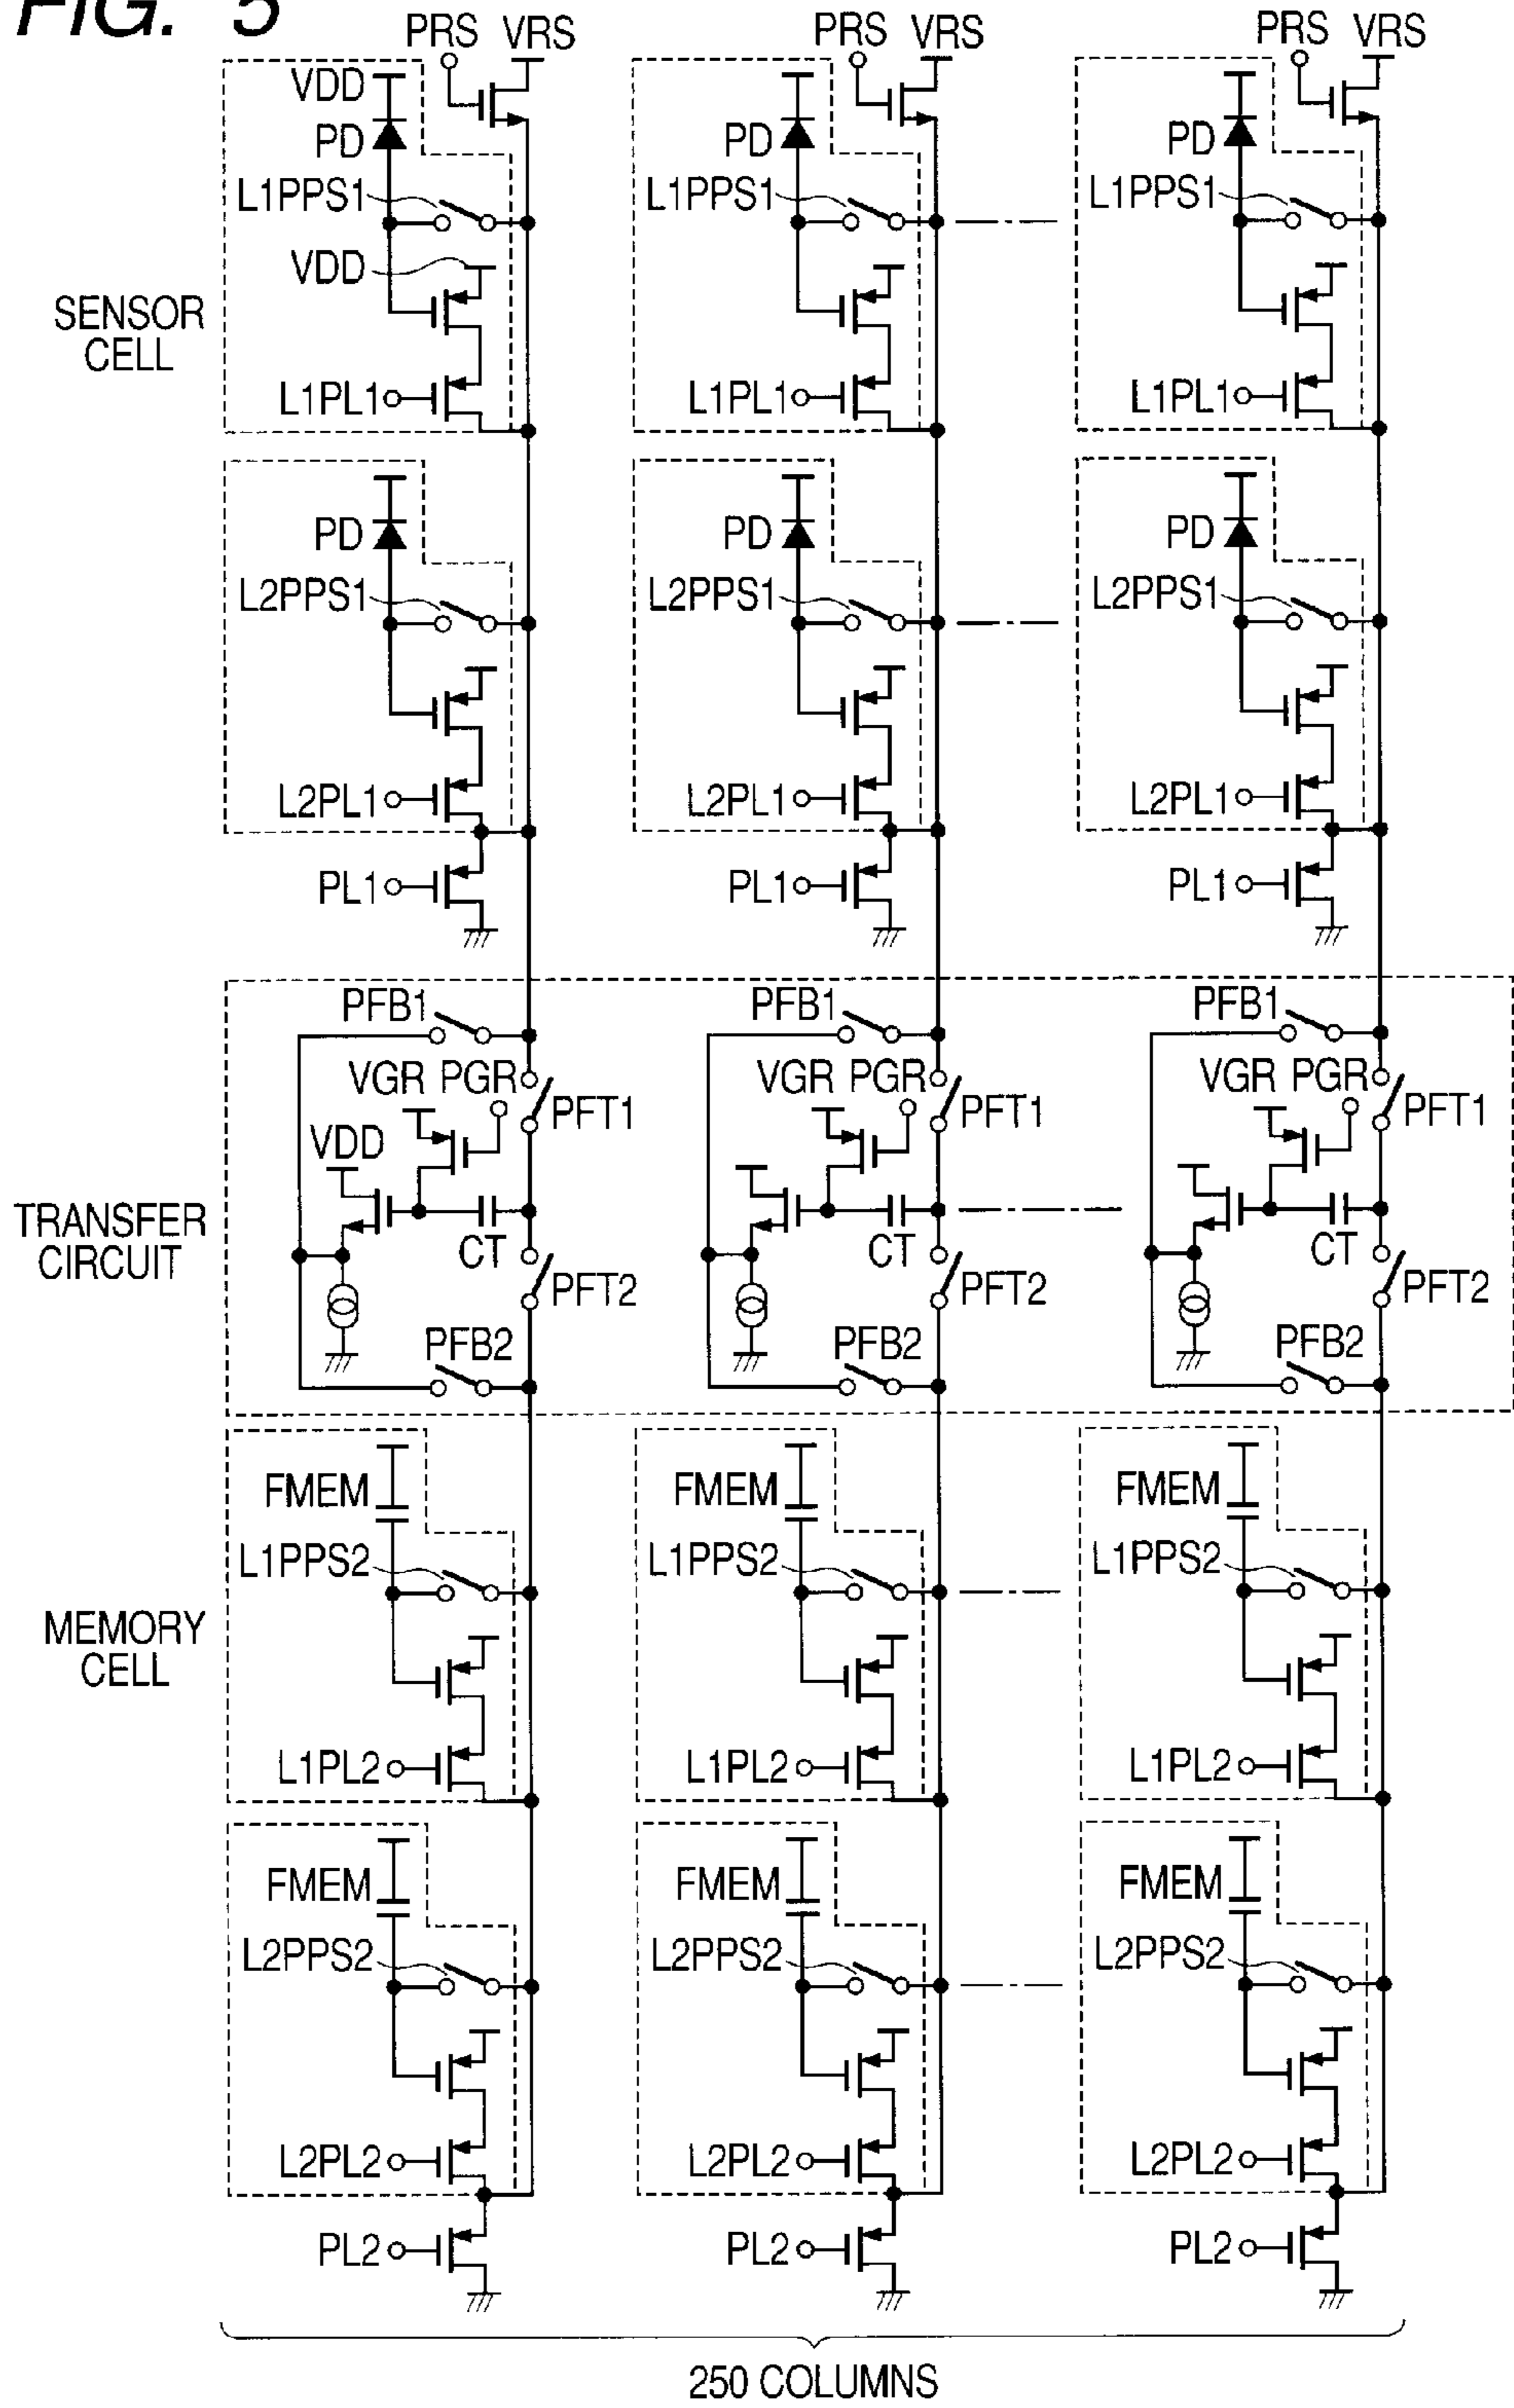 FIG. 5
PRS VRS PRS VRS PRS VRS
VDD
PD PD PD
L1PPS1 L1PPS1 L1PPS1
VDD
SENSOR
CELL
L1PL1 L1PL1 L1PL1
PD PD PD
L2PPS1 L2PPS1 L2PPS1
L2PL1 L2PL1 L2PL1
PL1 PL1 PL1
PFB1 PFB1 PFB1
VGR PGR VGR PGR VGR PGR
PFT1 PFT1 PFT1
VDD
TRANSFER
CIRCUIT
CT CT CT
PFT2 PFT2 PFT2
PFB2 PFB2 PFB2
FMEM FMEM FMEM
L1PPS2 L1PPS2 L1PPS2
MEMORY
CELL
L1PL2 L1PL2 L1PL2
FMEM FMEM FMEM
L2PPS2 L2PPS2 L2PPS2
L2PL2 L2PL2 L2PL2
PL2 PL2 PL2
250 COLUMNS